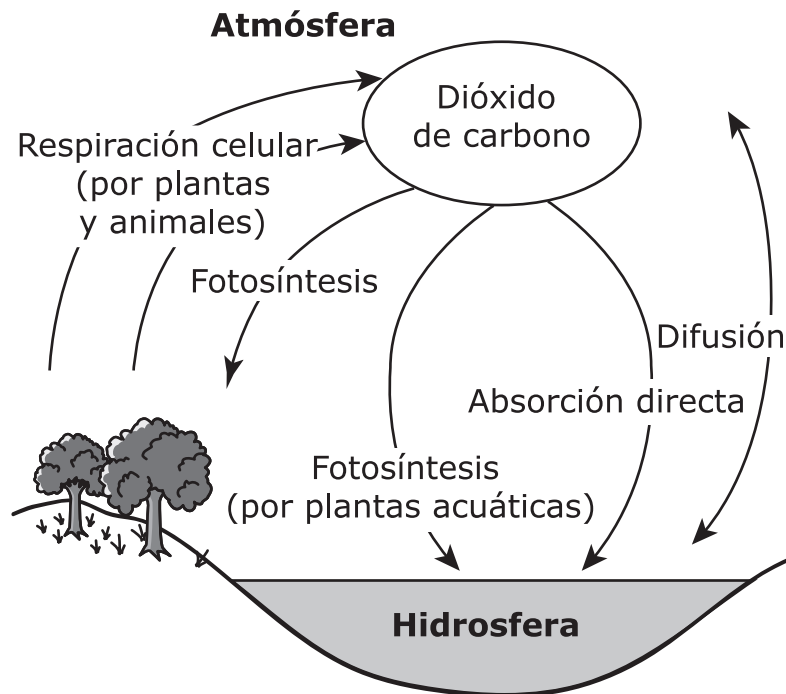 Atmósfera
Dióxido
de carbono
Respiración celular
(por plantas
y animales)
Fotosíntesis
Difusión
Absorción directa
Fotosíntesis
(por plantas acuáticas)
Hidrosfera